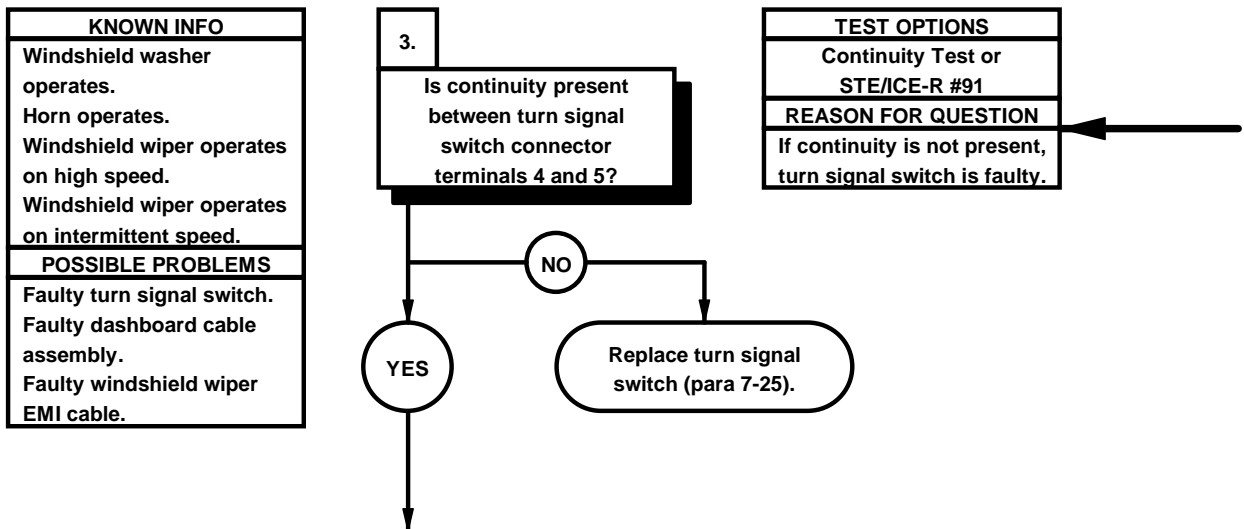 KNOWN INFO
Windshield washer
operates.
Horn operates.
Windshield wiper operates
on high speed.
Windshield wiper operates
on intermittent speed.
POSSIBLE PROBLEMS
Faulty turn signal switch.
Faulty dashboard cable
assembly.
Faulty windshield wiper
EMI cable.
3.
Is continuity present
between turn signal
switch connector
terminals 4 and 5?
NO
YES
Replace turn signal
switch (para 7-25).
TEST OPTIONS
Continuity Test or
STE/ICE-R #91
REASON FOR QUESTION
If continuity is not present,
turn signal switch is faulty.